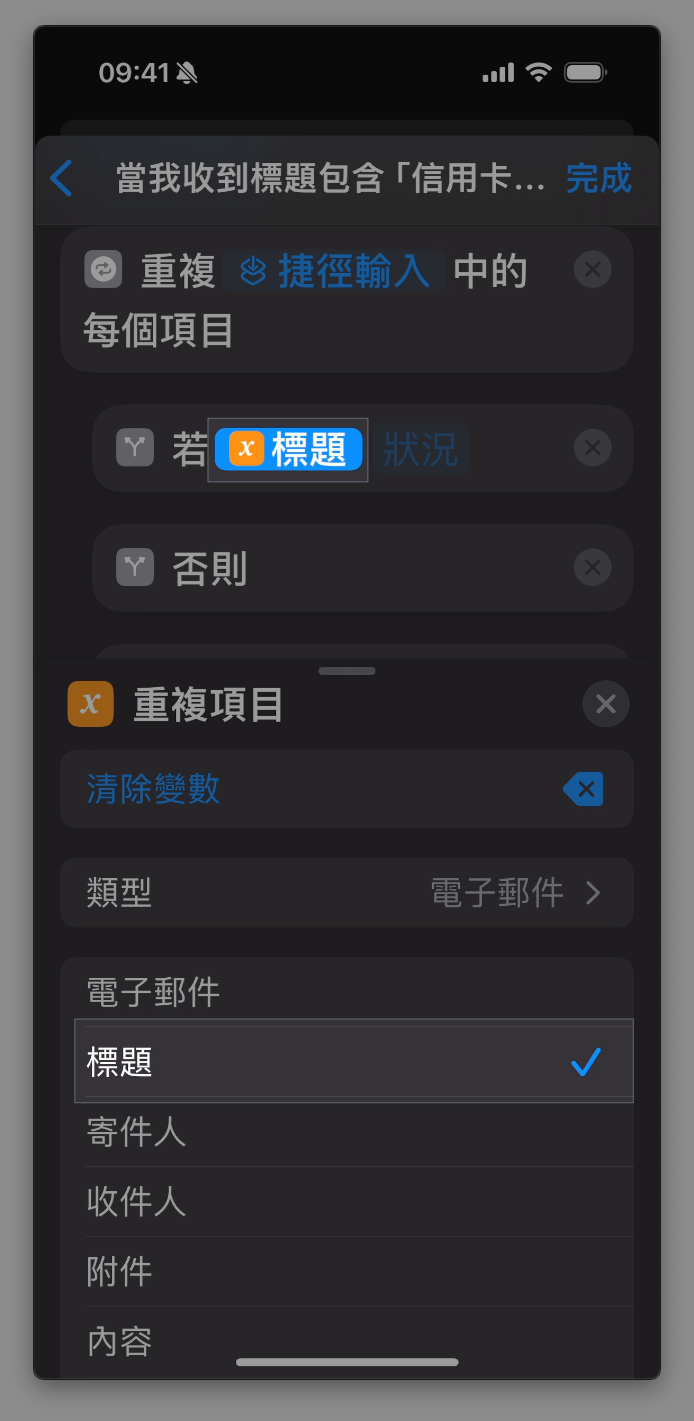 09:41
當我收到標題包含「信用卡... 完成
重複 捷徑輸入 中的
每個項目
若 x 標題 狀況
否則
x 重複項目
清除變數
類型 電子郵件
電子郵件
標題
寄件人
收件人
附件
內容